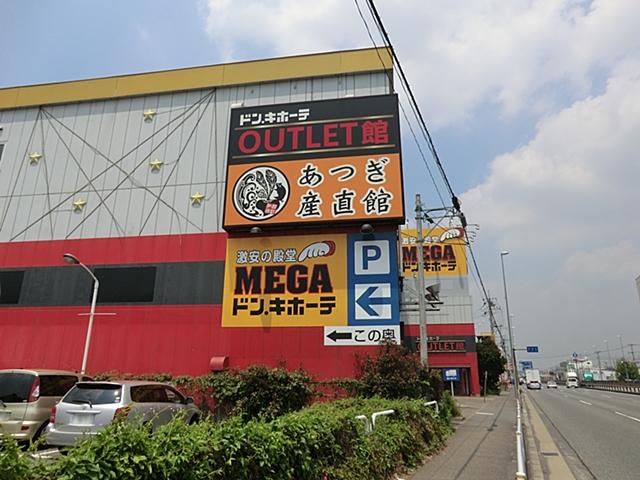 ドン.キホーテ
OUTLET館
あつぎ
産直館
激安の殿堂
MEGA
ドン.キホーテ
P
この奥
MEGA
ドン.キホーテ
OUTLET館